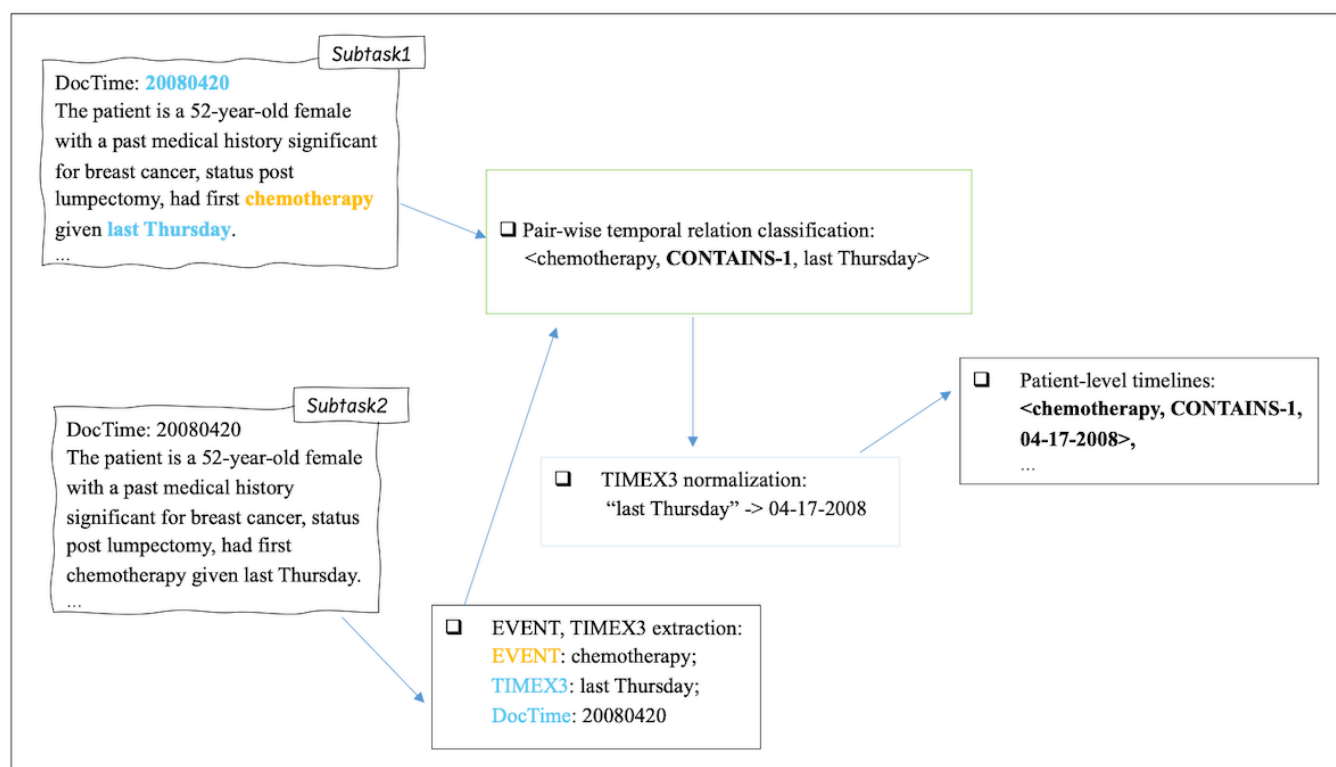 Subtask1
DocTime: 20080420
The patient is a 52-year-old female
with a past medical history significant
for breast cancer, status post
lumpectomy, had first chemotherapy
given last Thursday.
...
❑ Pair-wise temporal relation classification:
<chemotherapy, CONTAINS-1, last Thursday>
Subtask2
DocTime: 20080420
The patient is a 52-year-old female
with a past medical history
significant for breast cancer, status
post lumpectomy, had first
chemotherapy given last Thursday.
...
❑ Patient-level timelines:
<chemotherapy, CONTAINS-1,
04-17-2008>,
...
❑ TIMEX3 normalization:
“last Thursday” -> 04-17-2008
❑ EVENT, TIMEX3 extraction:
EVENT: chemotherapy;
TIMEX3: last Thursday;
DocTime: 20080420